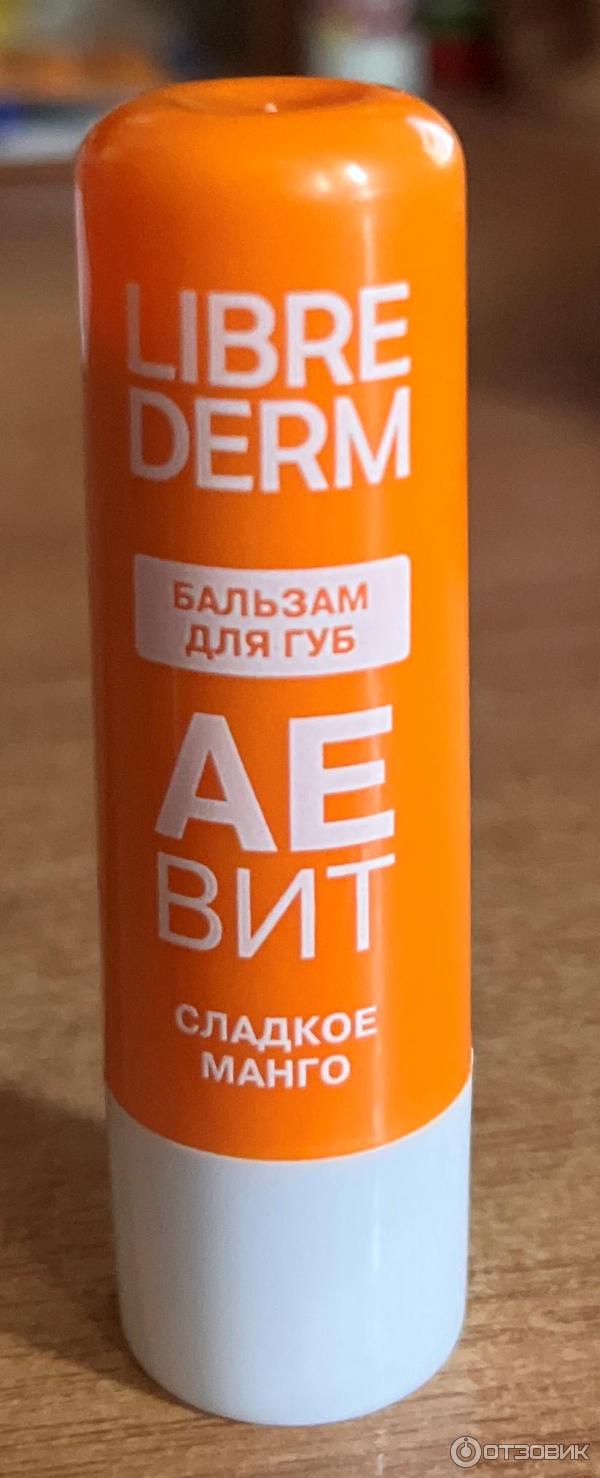 LIBRE
DERM
БАЛЬЗАМ
ДЛЯ ГУБ
АЕ
ВИТ
СЛАДКОЕ
МАНГО
ОТЗОВИК